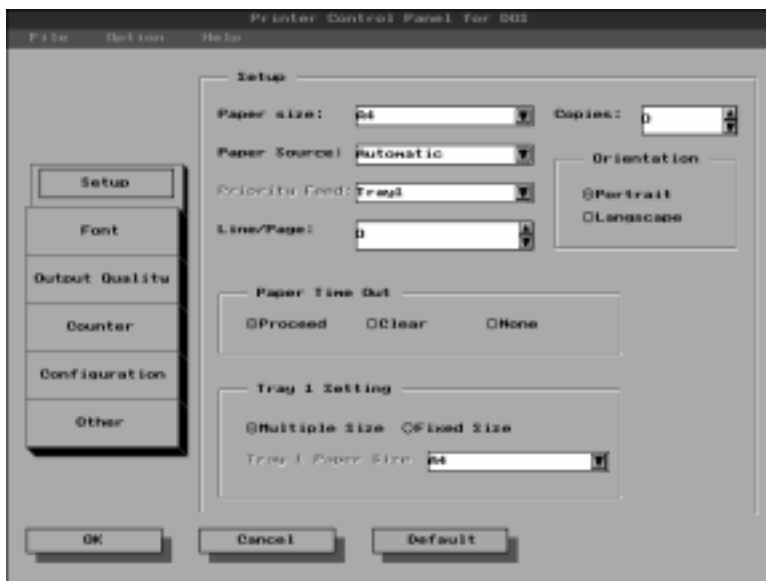 Printer Control Panel for DOS
File Option Help
Setup
Font
Output Quality
Counter
Configuration
Other
Setup
Paper size: A4
Copies: 0
Paper Source: Automatic
Priority Feed: Tray1
Line/Page: 0
Orientation
Portrait
Langscape
Paper Time Out
Proceed Clear None
Tray 1 Setting
Multiple Size Fixed Size
Tray 1 Paper Size A4
OK Cancel Default